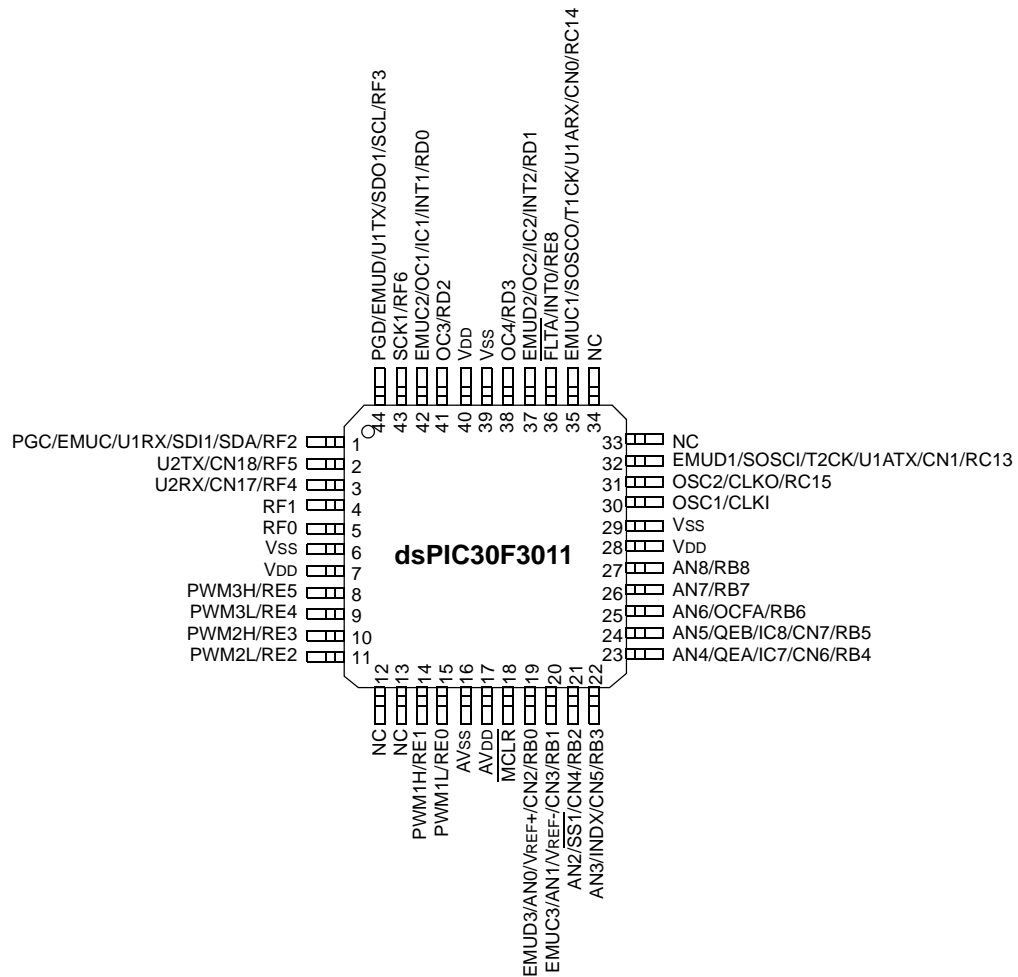 PGD/EMUD/U1TX/SDO1/SCL/RF3
SCK1/RF6
EMUC2/OC1/IC1/INT1/RD0
OC3/RD2
VDD
VSS
OC4/RD3
EMUD2/OC2/IC2/INT2/RD1
FLTA/INT0/RE8
EMUC1/SOSCO/T1CK/U1ARX/CN0/RC14
NC
44
43
42
41
40
39
38
37
36
35
34
PGC/EMUC/U1RX/SDI1/SDA/RF2 1
U2TX/CN18/RF5 2
U2RX/CN17/RF4 3
RF1 4
RF0 5
VSS 6
VDD 7
PWM3H/RE5 8
PWM3L/RE4 9
PWM2H/RE3 10
PWM2L/RE2 11
dsPIC30F3011
33 NC
32 EMUD1/SOSCI/T2CK/U1ATX/CN1/RC13
31 OSC2/CLKO/RC15
30 OSC1/CLKI
29 VSS
28 VDD
27 AN8/RB8
26 AN7/RB7
25 AN6/OCFA/RB6
24 AN5/QEB/IC8/CN7/RB5
23 AN4/QEA/IC7/CN6/RB4
12
13
14
15
16
17
18
19
20
21
22
NC
NC
PWM1H/RE1
PWM1L/RE0
AVSS
AVDD
MCLR
EMUD3/AN0/VREF+/CN2/RB0
EMUC3/AN1/VREF-/CN3/RB1
AN2/SS1/CN4/RB2
AN3/INDX/CN5/RB3